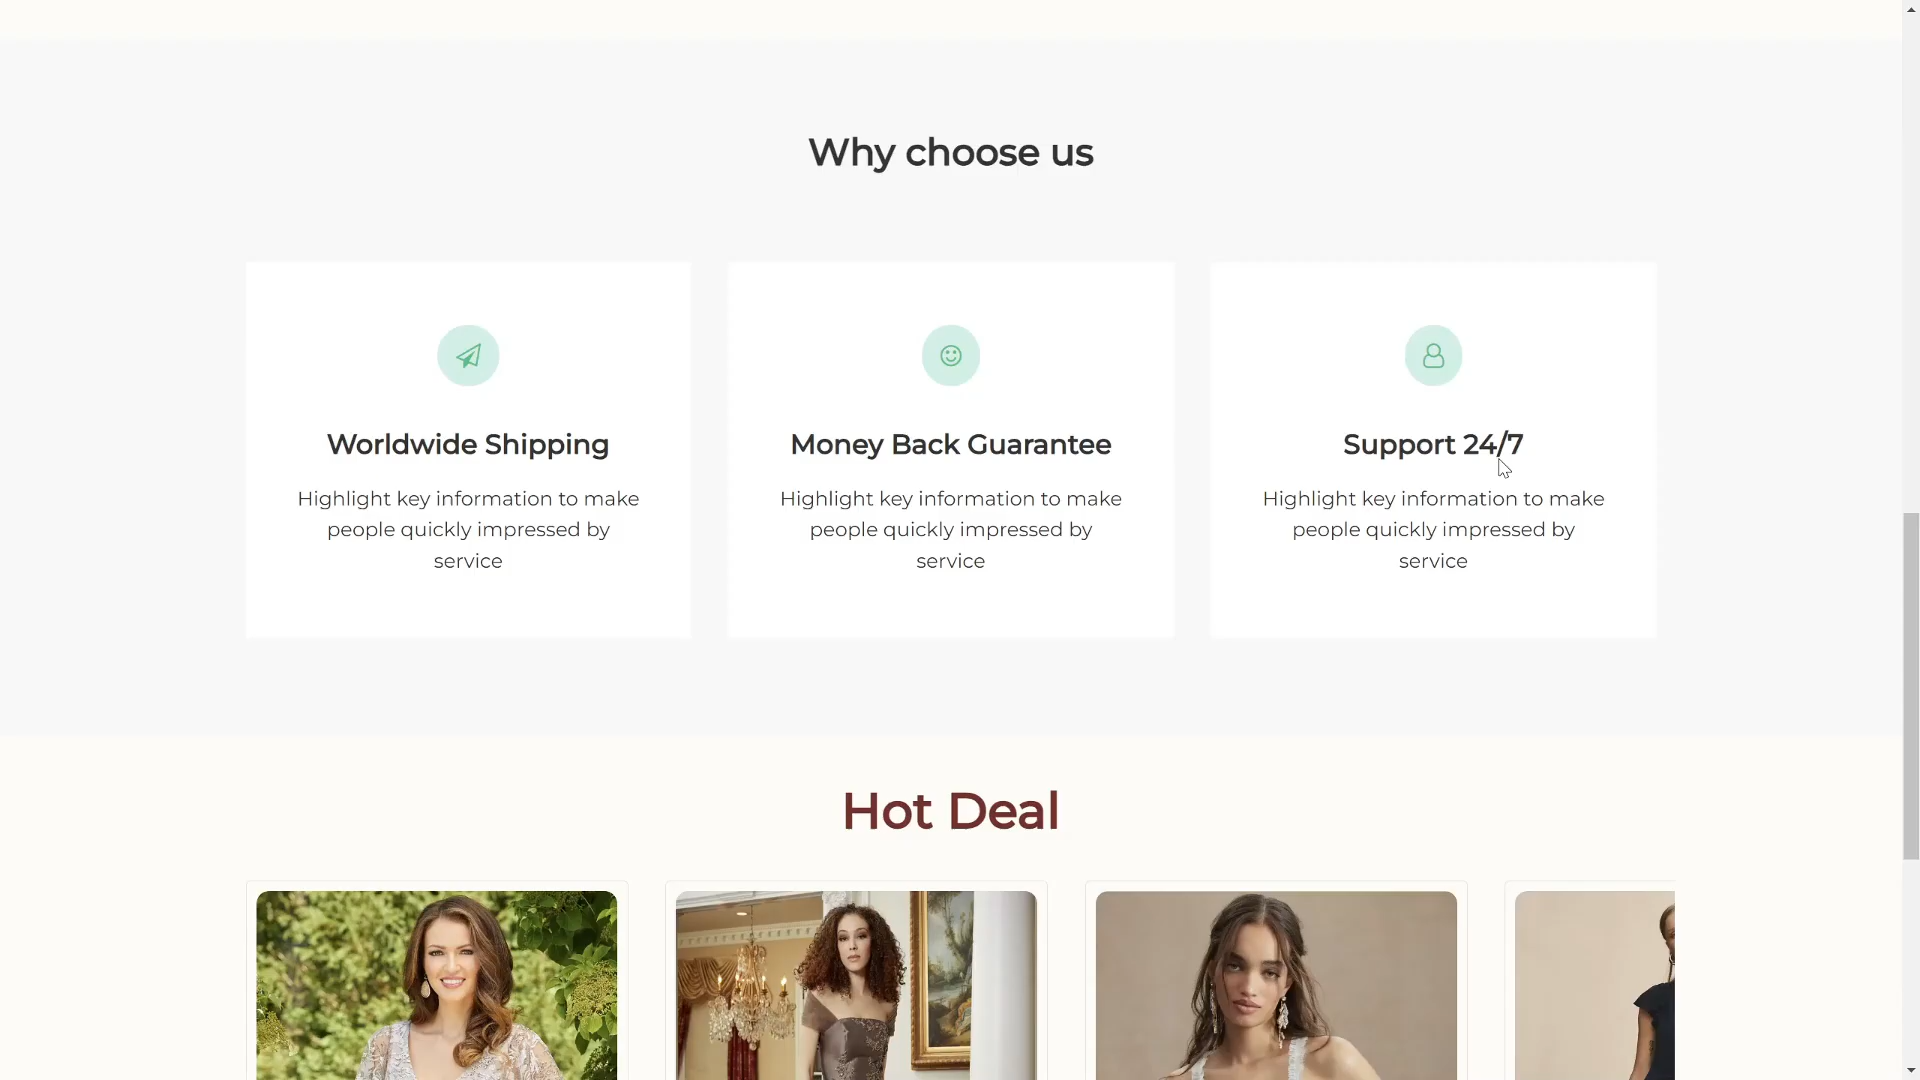 Why choose us
Worldwide Shipping
Highlight key information to make
people quickly impressed by
service
Money Back Guarantee
Highlight key information to make
people quickly impressed by
service
Support 24/7
Highlight key information to make
people quickly impressed by
service
Hot Deal